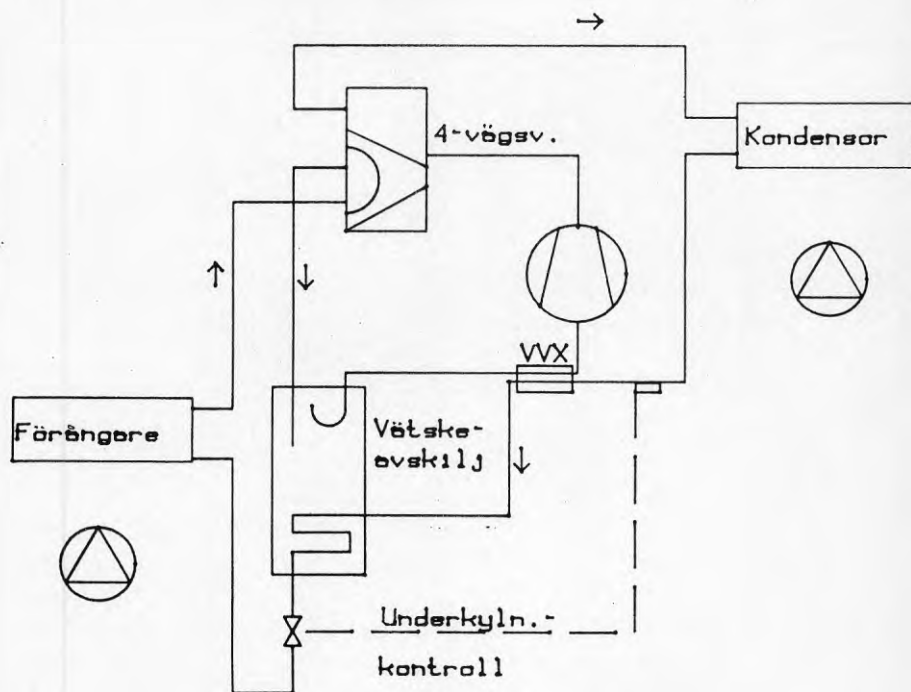 4-vägsv.
Kondensor
VVX
Förångare
Vätske-
avskilj
Underkyln.-
kontroll